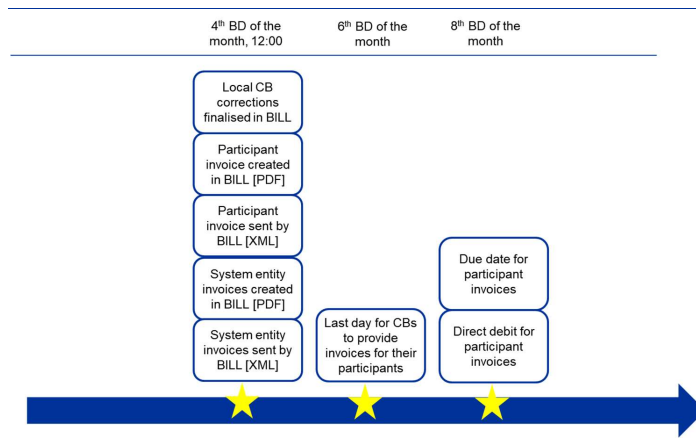 4th BD of the
month, 12:00
6th BD of the
month
8th BD of the
month
Local CB
corrections
finalised in BILL
Participant
invoice created
in BILL [PDF]
Participant
invoice sent by
BILL [XML]
System entity
invoices created
in BILL [PDF]
System entity
invoices sent by
BILL [XML]
Last day for CBs
to provide
invoices for their
participants
Due date for
participant
invoices
Direct debit for
participant
invoices